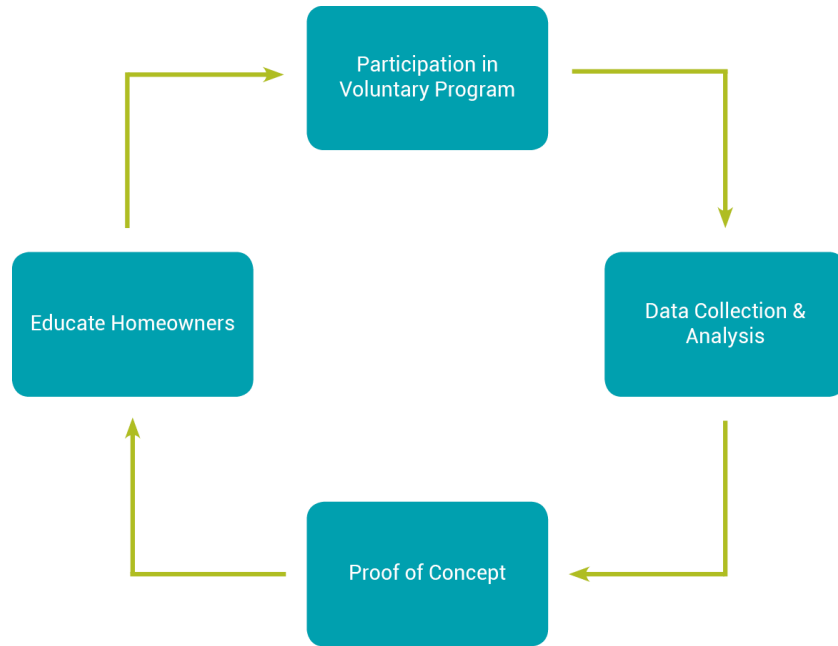 Participation in
Voluntary Program
Educate Homeowners
Data Collection &
Analysis
Proof of Concept